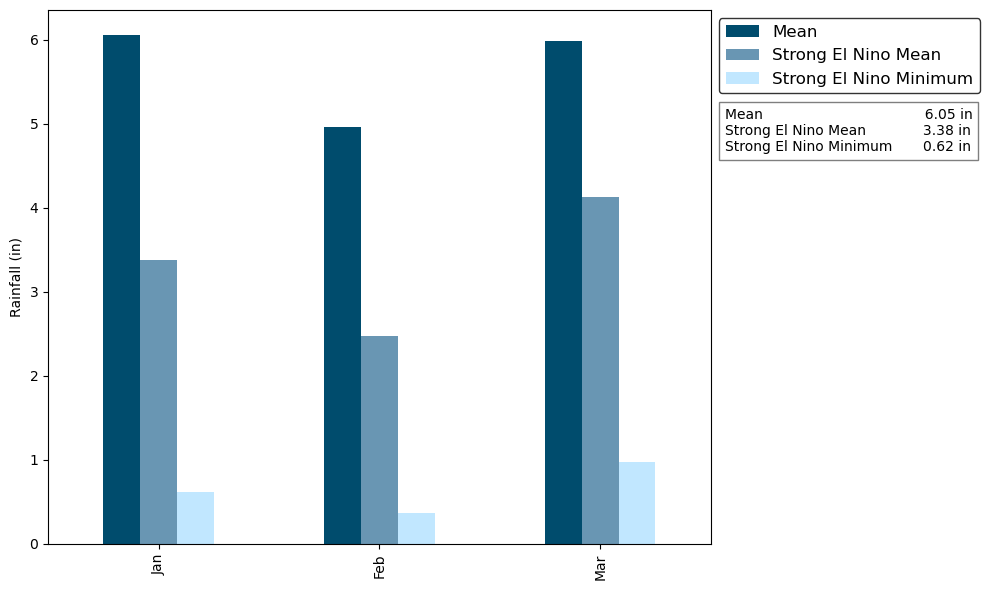 Mean
Strong El Nino Mean
Strong El Nino Minimum
Mean 6.05 in
Strong El Nino Mean 3.38 in
Strong El Nino Minimum 0.62 in
Rainfall (in)
6
5
4
3
2
1
0
Jan
Feb
Mar